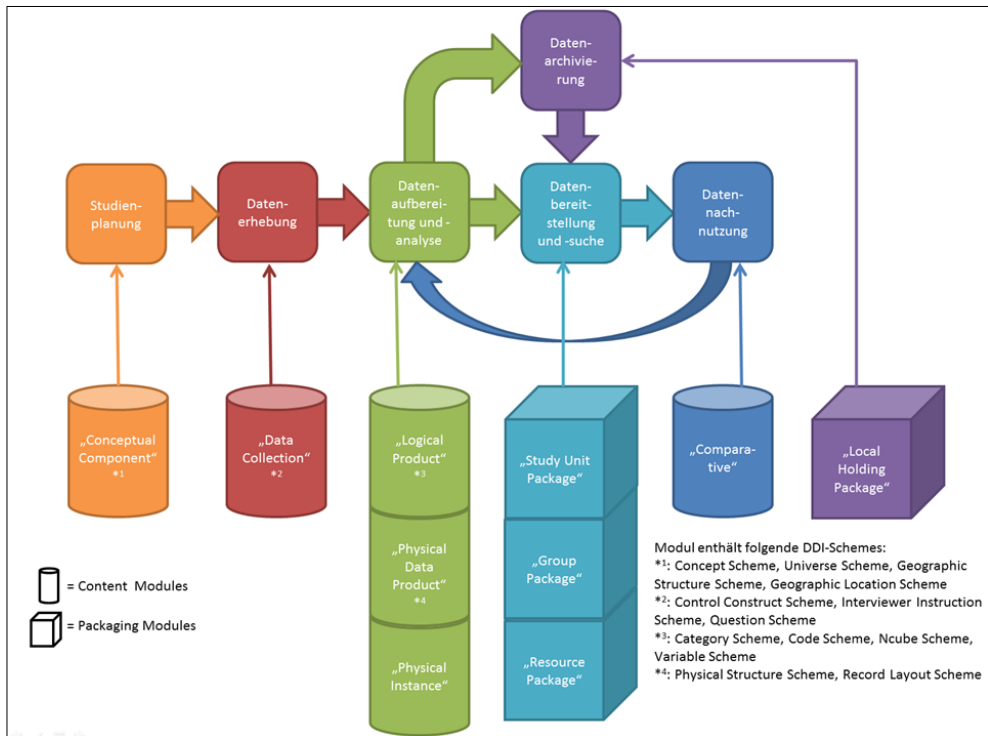 Daten-
archivie-
rung
Studien-
planung
Daten-
erhebung
Daten-
aufbereі-
tung und -
analyse
Daten-
bereit-
stellung
und -suche
Daten-
nach-
nutzung
„Conceptual
Component“
*1
„Data
Collection“
*2
„Logical
Product“
*3
„Study Unit
Package“
„Compara-
tive“
„Local
Holding
Package“
„Physical
Data
Product“
*4
„Group
Package“
„Physical
Instance“
„Resource
Package“
= Content Modules
= Packaging Modules
Modul enthält folgende DDI-Schemes:
*1: Concept Scheme, Universe Scheme, Geographic
Structure Scheme, Geographic Location Scheme
*2: Control Construct Scheme, Interviewer Instruction
Scheme, Question Scheme
*3: Category Scheme, Code Scheme, Ncube Scheme,
Variable Scheme
*4: Physical Structure Scheme, Record Layout Scheme